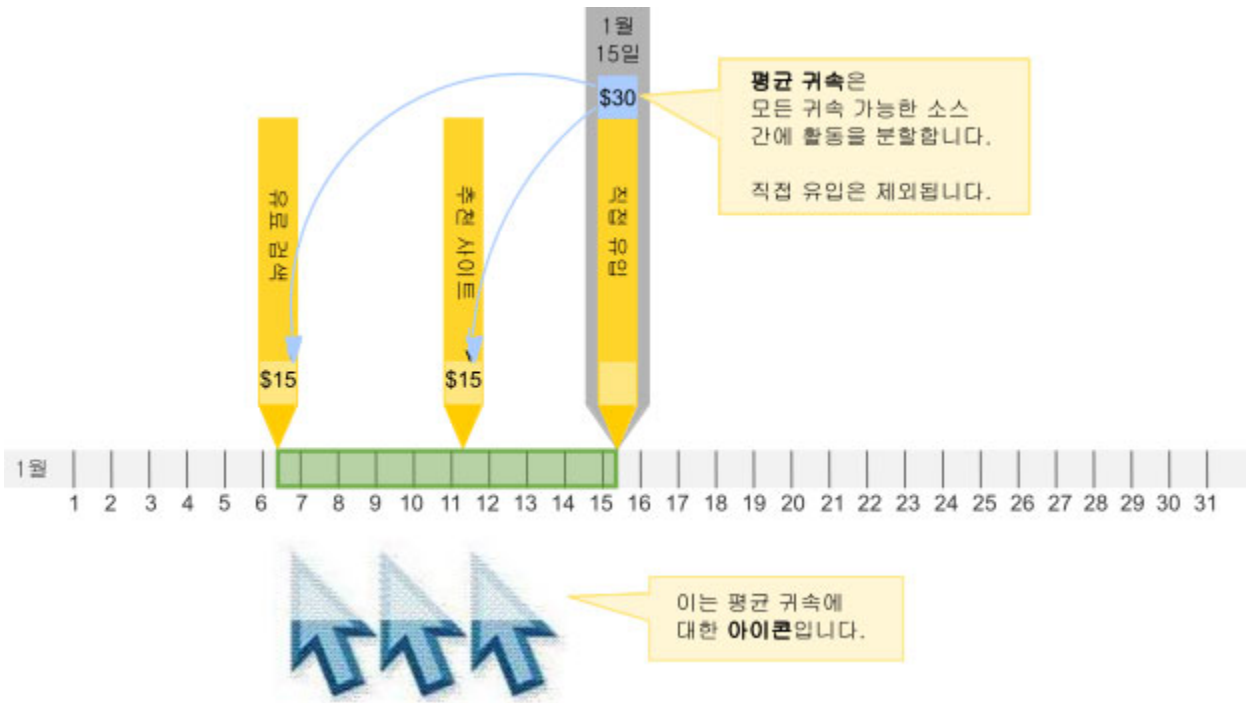 1월
15일
$30
평균 귀속은
모든 귀속 가능한 소스
간에 활동을 분할합니다.
직접 유입은 제외됩니다.
유료 검색
추천 사이트
직접 유입
$15
$15
1월
1 2 3 4 5 6 7 8 9 10 11 12 13 14 15 16 17 18 19 20 21 22 23 24 25 26 27 28 29 30 31
이는 평균 귀속에
대한 아이콘입니다.